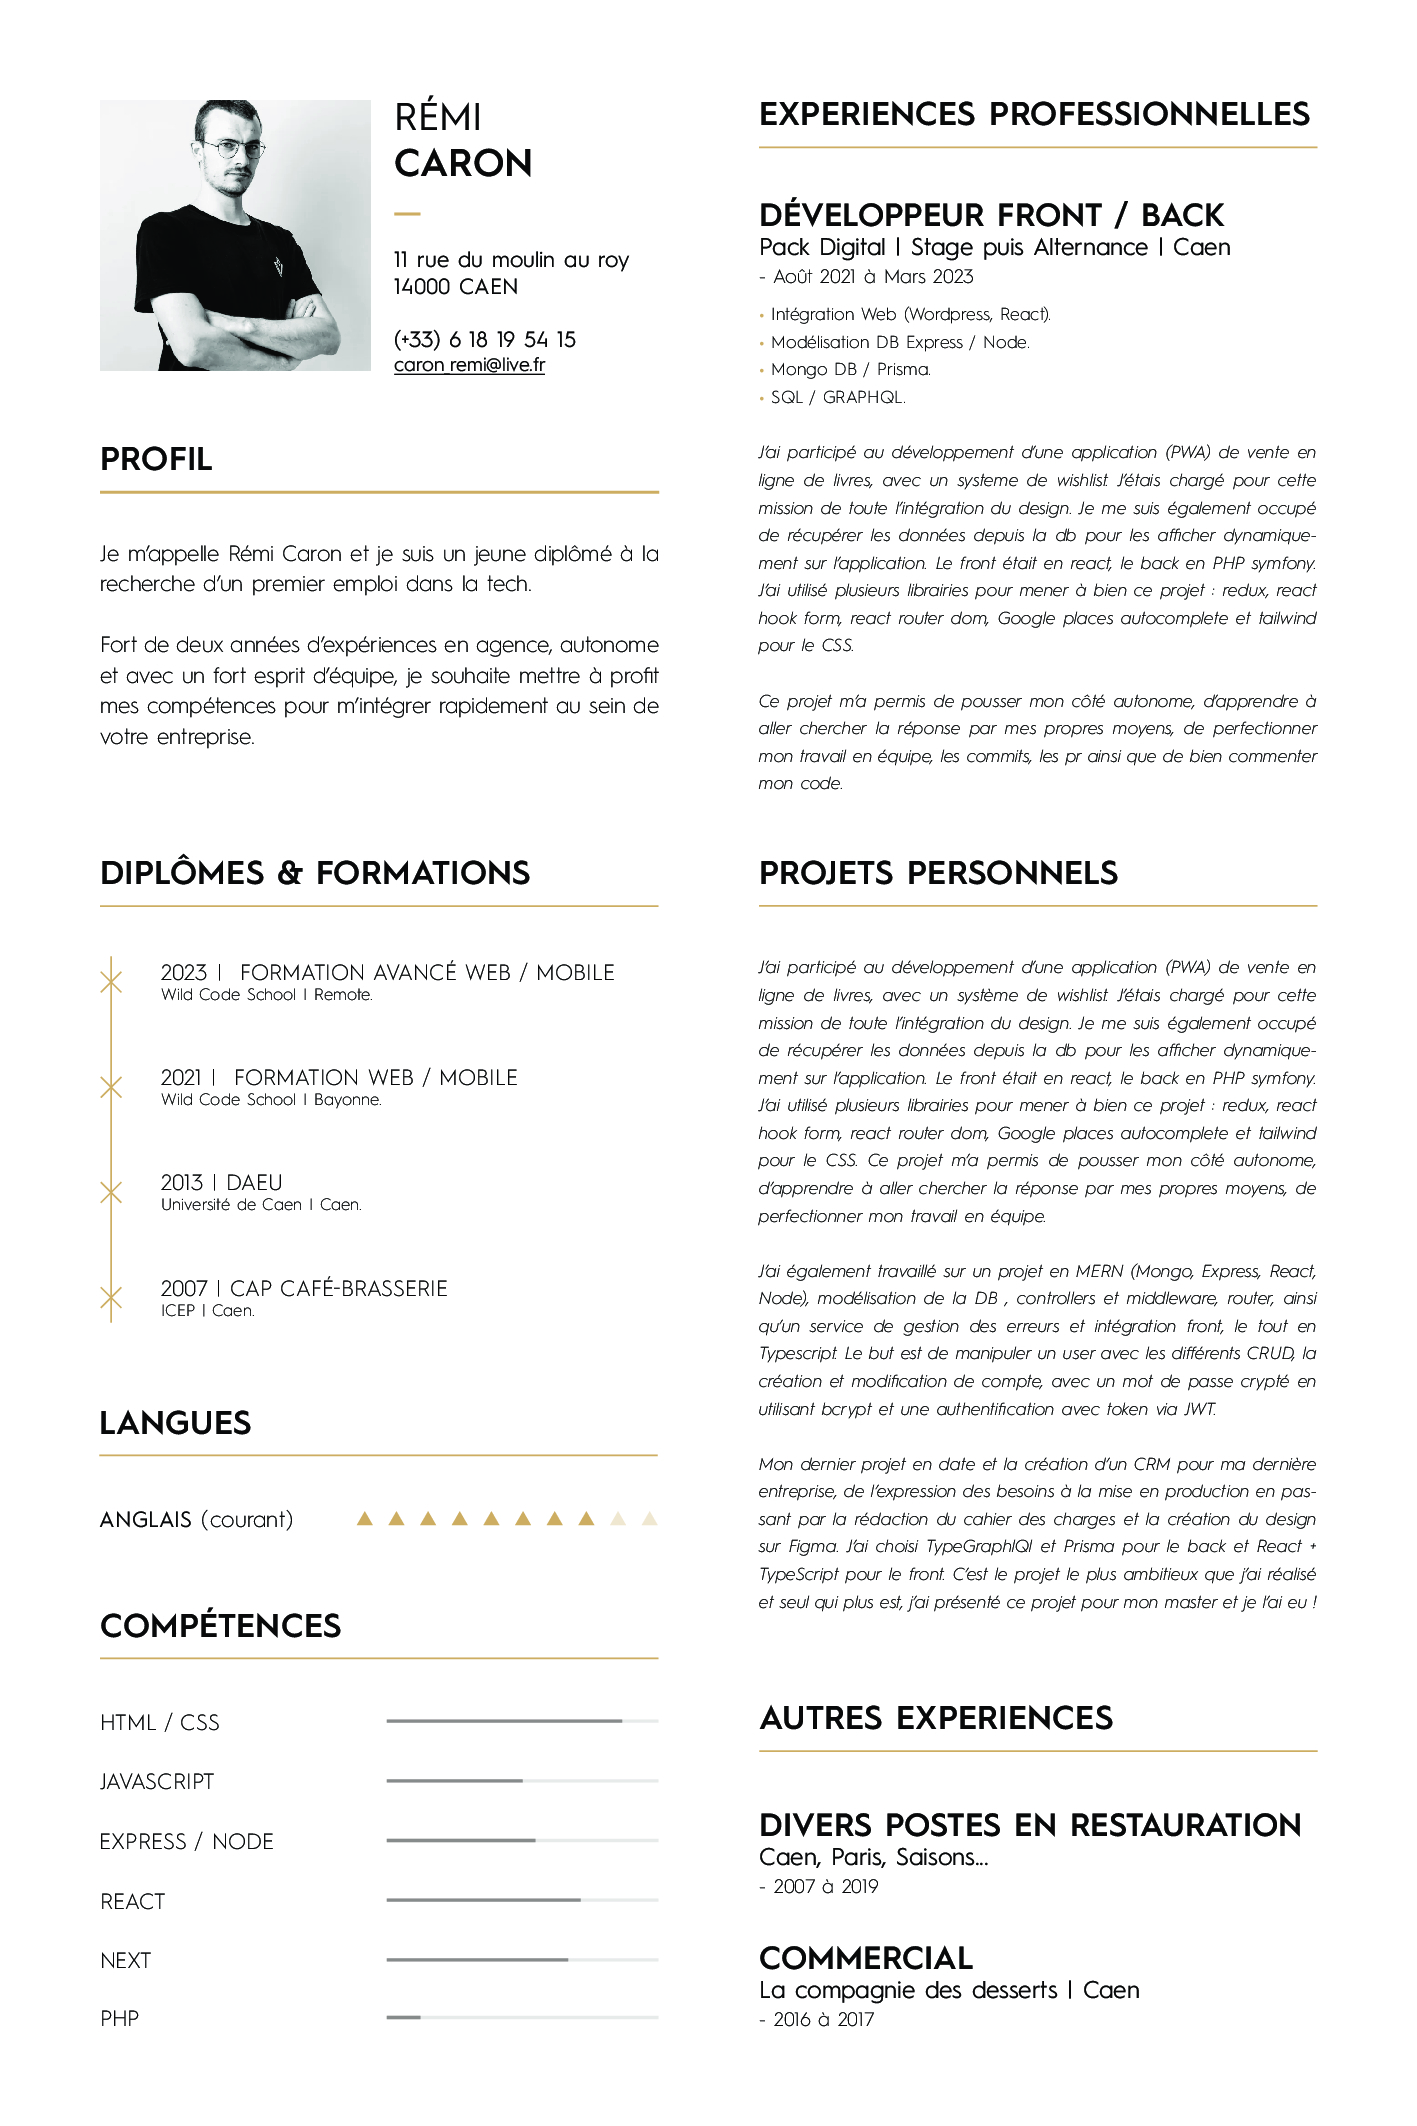 RÉMI
CARON
11 rue du moulin au roy
14000 CAEN
(+33) 6 18 19 54 15
caron_remi@live.fr
PROFIL
Je m'appelle Rémi Caron et je suis un jeune diplômé à la
recherche d'un premier emploi dans la tech.
Fort de deux années d'expériences en agence, autonome
et avec un fort esprit d'équipe, je souhaite mettre à profit
mes compétences pour m'intégrer rapidement au sein de
votre entreprise.
DIPLÔMES & FORMATIONS
2023 | FORMATION AVANCÉ WEB / MOBILE
Wild Code School | Remote.
2021 | FORMATION WEB / MOBILE
Wild Code School | Bayonne.
2013 | DAEU
Université de Caen | Caen.
2007 | CAP CAFÉ-BRASSERIE
ICEP | Caen.
LANGUES
ANGLAIS (courant)
COMPÉTENCES
HTML / CSS
JAVASCRIPT
EXPRESS / NODE
REACT
NEXT
PHP
EXPERIENCES PROFESSIONNELLES
DÉVELOPPEUR FRONT / BACK
Pack Digital | Stage puis Alternance | Caen
- Août 2021 à Mars 2023
• Intégration Web (Wordpress, React).
• Modélisation DB Express / Node.
• Mongo DB / Prisma.
• SQL / GRAPHQL.
J'ai participé au développement d'une application (PWA) de vente en
ligne de livres, avec un systeme de wishlist. J'étais chargé pour cette
mission de toute l'intégration du design. Je me suis également occupé
de récupérer les données depuis la db pour les afficher dynamique-
ment sur l'application. Le front était en react, le back en PHP symfony.
J'ai utilisé plusieurs librairies pour mener à bien ce projet : redux, react
hook form, react router dom, Google places autocomplete et tailwind
pour le CSS.
Ce projet m'a permis de pousser mon côté autonome, d'apprendre à
aller chercher la réponse par mes propres moyens, de perfectionner
mon travail en équipe, les commits, les pr ainsi que de bien commenter
mon code.
PROJETS PERSONNELS
J'ai participé au développement d'une application (PWA) de vente en
ligne de livres, avec un système de wishlist. J'étais chargé pour cette
mission de toute l'intégration du design. Je me suis également occupé
de récupérer les données depuis la db pour les afficher dynamique-
ment sur l'application. Le front était en react, le back en PHP symfony.
J'ai utilisé plusieurs librairies pour mener à bien ce projet : redux, react
hook form, react router dom, Google places autocomplete et tailwind
pour le CSS. Ce projet m'a permis de pousser mon côté autonome,
d'apprendre à aller chercher la réponse par mes propres moyens, de
perfectionner mon travail en équipe.
J'ai également travaillé sur un projet en MERN (Mongo, Express, React,
Node), modélisation de la DB , controllers et middleware, router, ainsi
qu'un service de gestion des erreurs et intégration front, le tout en
Typescript. Le but est de manipuler un user avec les différents CRUD, la
création et modification de compte, avec un mot de passe crypté en
utilisant bcrypt et une authentification avec token via JWT.
Mon dernier projet en date et la création d'un CRM pour ma dernière
entreprise, de l'expression des besoins à la mise en production en pas-
sant par la rédaction du cahier des charges et la création du design
sur Figma. J'ai choisi TypeGraphlQl et Prisma pour le back et React +
TypeScript pour le front. C'est le projet le plus ambitieux que j'ai réalisé
et seul qui plus est, j'ai présenté ce projet pour mon master et je l'ai eu !
AUTRES EXPERIENCES
DIVERS POSTES EN RESTAURATION
Caen, Paris, Saisons...
- 2007 à 2019
COMMERCIAL
La compagnie des desserts | Caen
- 2016 à 2017